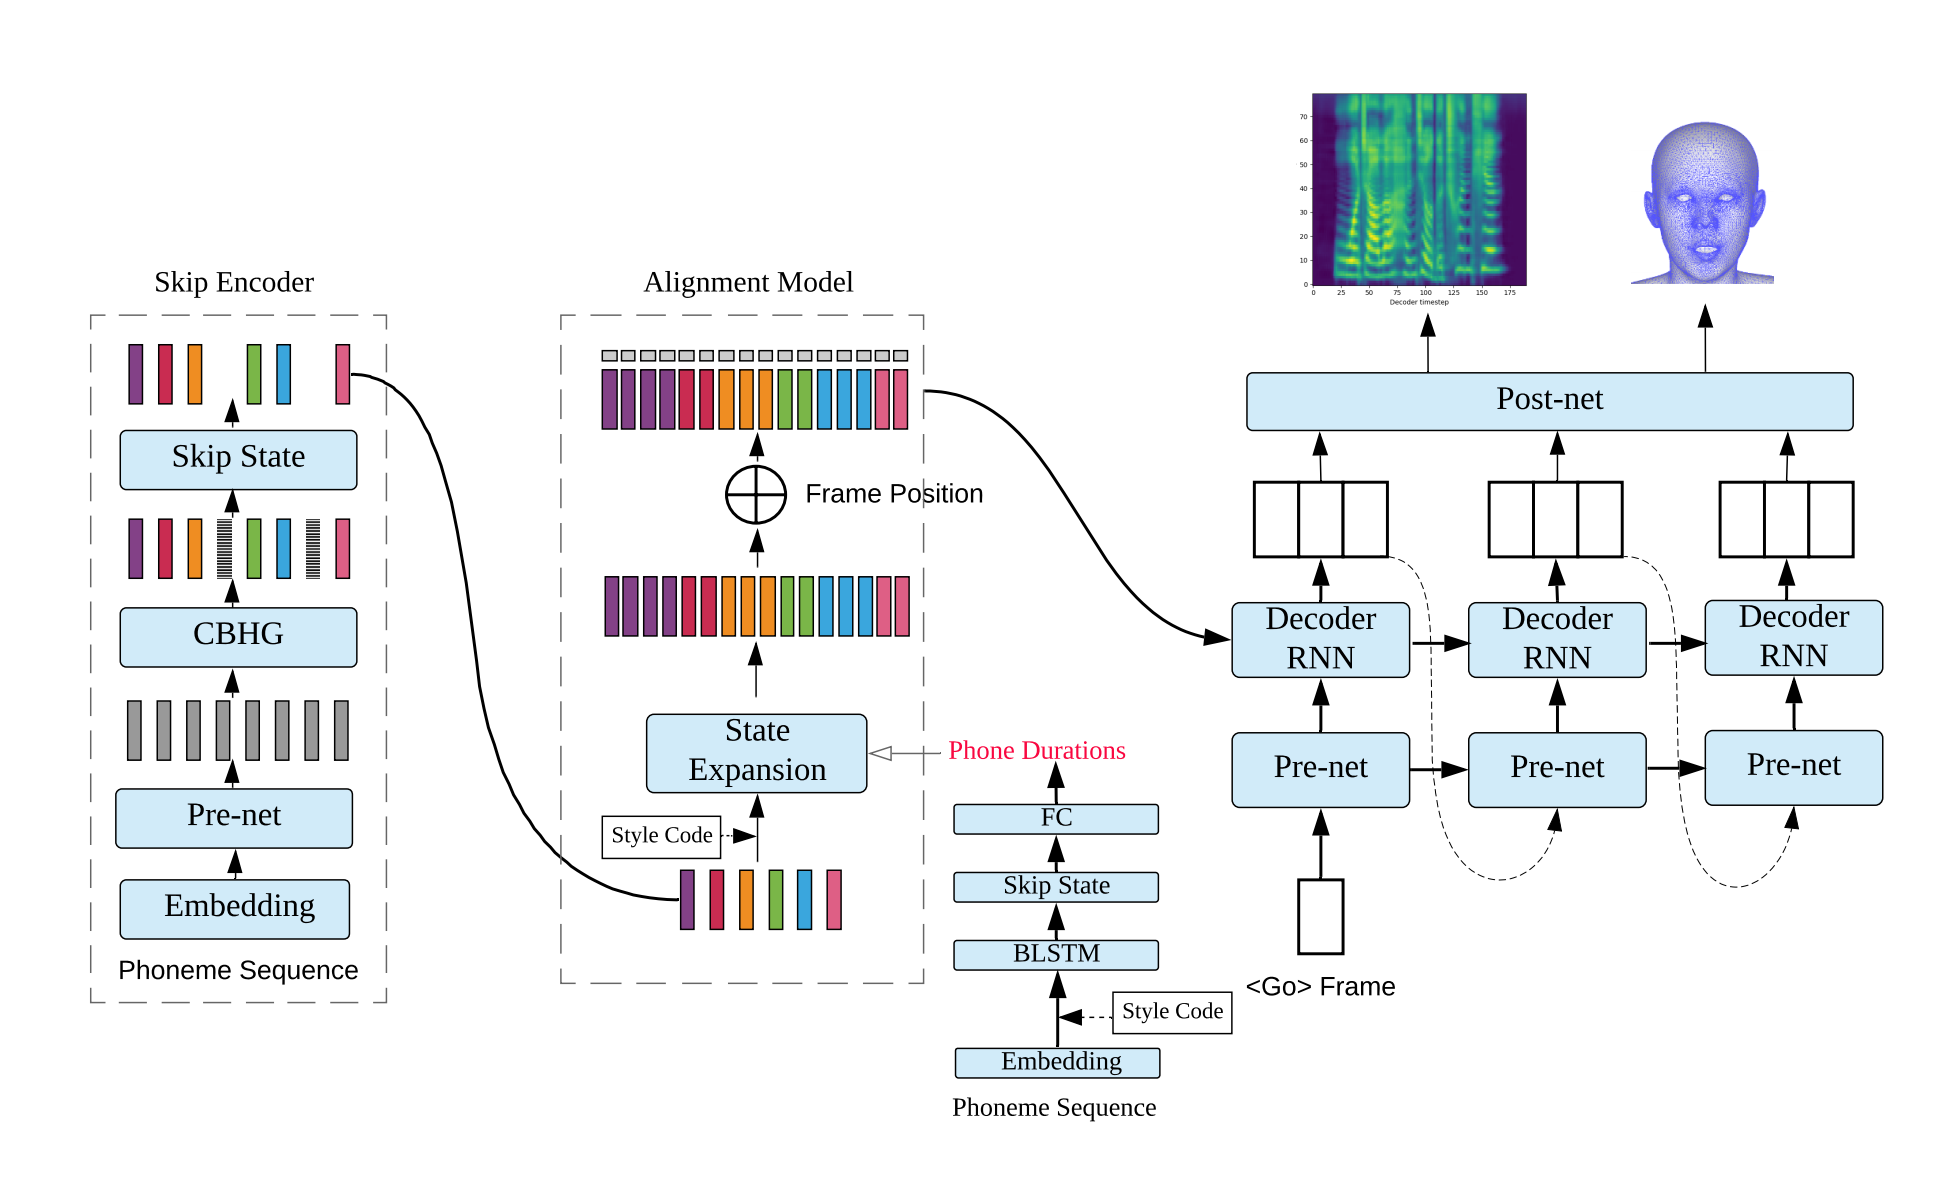 Skip Encoder
Skip State
CBHG
Pre-net
Embedding
Phoneme Sequence
Alignment Model
Frame Position
State
Expansion
Style Code
Phone Durations
FC
Skip State
BLSTM
Style Code
Embedding
Phoneme Sequence
70
60
50
40
30
20
10
0
0 25 50 75 100 125 150 175
Decoder timestep
Post-net
Decoder
RNN
Decoder
RNN
Decoder
RNN
Pre-net
Pre-net
Pre-net
<Go> Frame